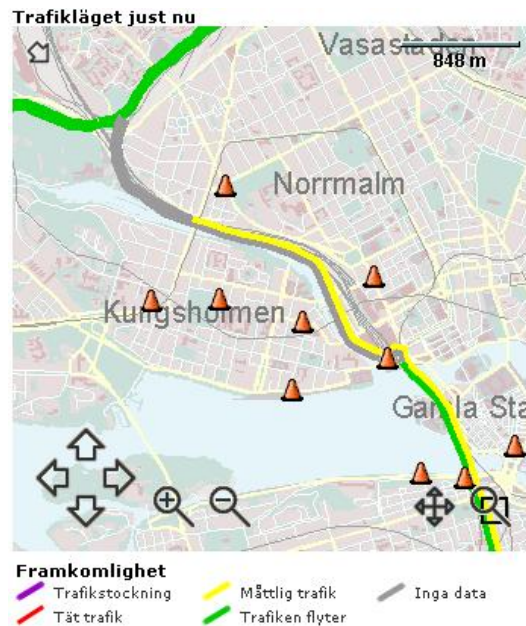 Trafikläget just nu
Vasastaden
848 m
Norrmalm
Kungsholmen
Gamla Sta
Framkomlighet
Trafikstockning
Måttlig trafik
Inga data
Tät trafik
Trafiken flyter